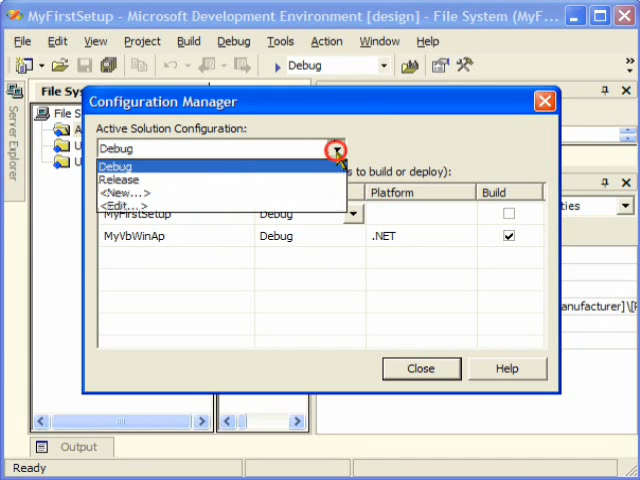 MyFirstSetup - Microsoft Development Environment [design] - File System (MyF...
File Edit View Project Build Debug Tools Action Window Help
Debug
Server Explorer
File Sy
File S
A
U
U
Configuration Manager
Active Solution Configuration:
Debug
Debug
Release
<New...>
<Edit...>
s to build or deploy):
Platform Build
MyFirstSetup Debug
MyVbWinAp Debug .NET
Close Help
ties
anufacturer]\[P
Output
Ready